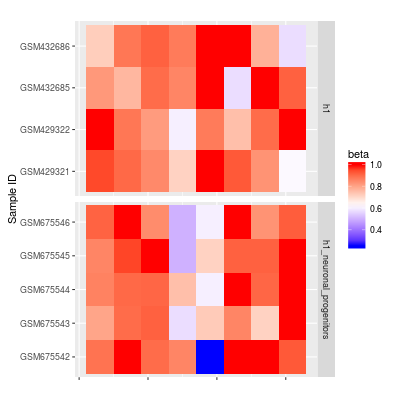 Sample ID
GSM432686
GSM432685
GSM429322
GSM429321
h1
GSM675546
GSM675545
GSM675544
GSM675543
GSM675542
h1_neuronal_progenitors
beta
1.0
0.8
0.6
0.4